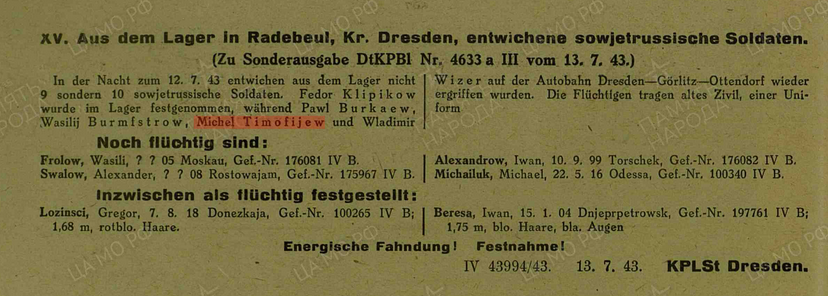 XV. Aus dem Lager in Radebeul, Kr. Dresden, entwichene sowjetrussische Soldaten.
(Zu Sonderausgabe DtKPBl Nr. 4633 a III vom 13. 7. 43.)
In der Nacht zum 12. 7. 43 entwichen aus dem Lager nicht
9 sondern 10 sowjetrussische Soldaten. Fedor Klipikow
wurde im Lager festgenommen, während Pawl Burkaew,
Wasilij Burmfstrow, Michel Timofijew und Wladimir
Wizer auf der Autobahn Dresden—Görlitz—Ottendorf wieder
ergriffen wurden. Die Flüchtigen tragen altes Zivil, einer Uni-
form
Noch flüchtig sind:
Frolow, Wasili, ? ? 05 Moskau, Gef.-Nr. 176081 IV B.
Swalow, Alexander, ? ? 08 Rostowajam, Gef.-Nr. 175967 IV B.
Alexandrow, Iwan, 10. 9. 99 Torschek, Gef.-Nr. 176082 IV B.
Michailuk, Michael, 22. 5. 16 Odessa, Gef.-Nr. 100340 IV B.
Inzwischen als flüchtig festgestellt:
Lozinsci, Gregor, 7. 8. 18 Donezkaja, Gef.-Nr. 100265 IV B;
1,68 m, rotblo. Haare.
Beresa, Iwan, 15. 1. 04 Dnjeprpetrowsk, Gef.-Nr. 197761 IV B;
1,75 m, blo. Haare, bla. Augen
Energische Fahndung! Festnahme!
IV 43994/43. 13. 7. 43. KPLSt Dresden.